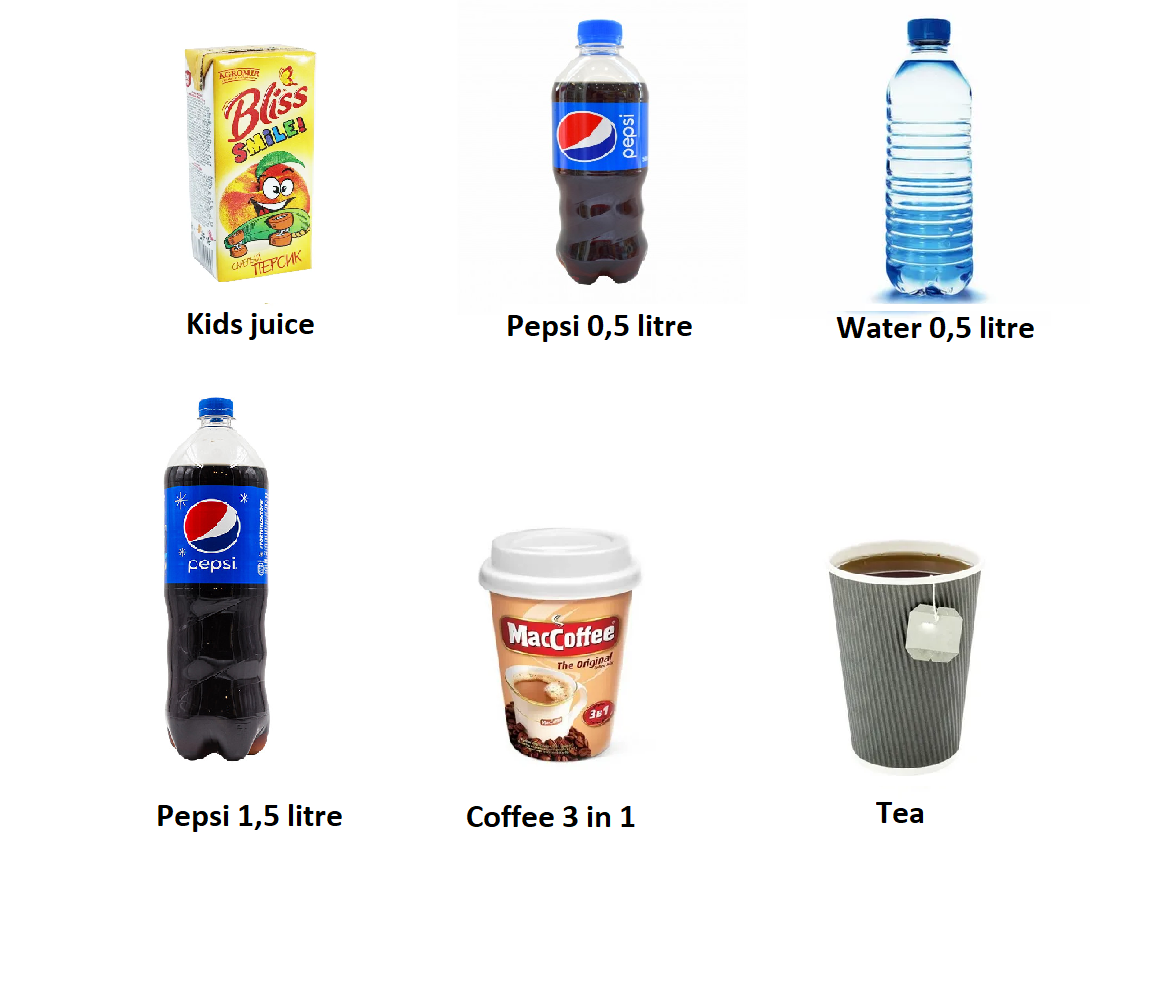 AGROMIR
Bliss
SMILE!
ПЕРСИК
Kids juice
pepsi
Pepsi 0,5 litre
Water 0,5 litre
pepsi
Pepsi 1,5 litre
MacCoffee
The Original
3в1
Coffee 3 in 1
Tea